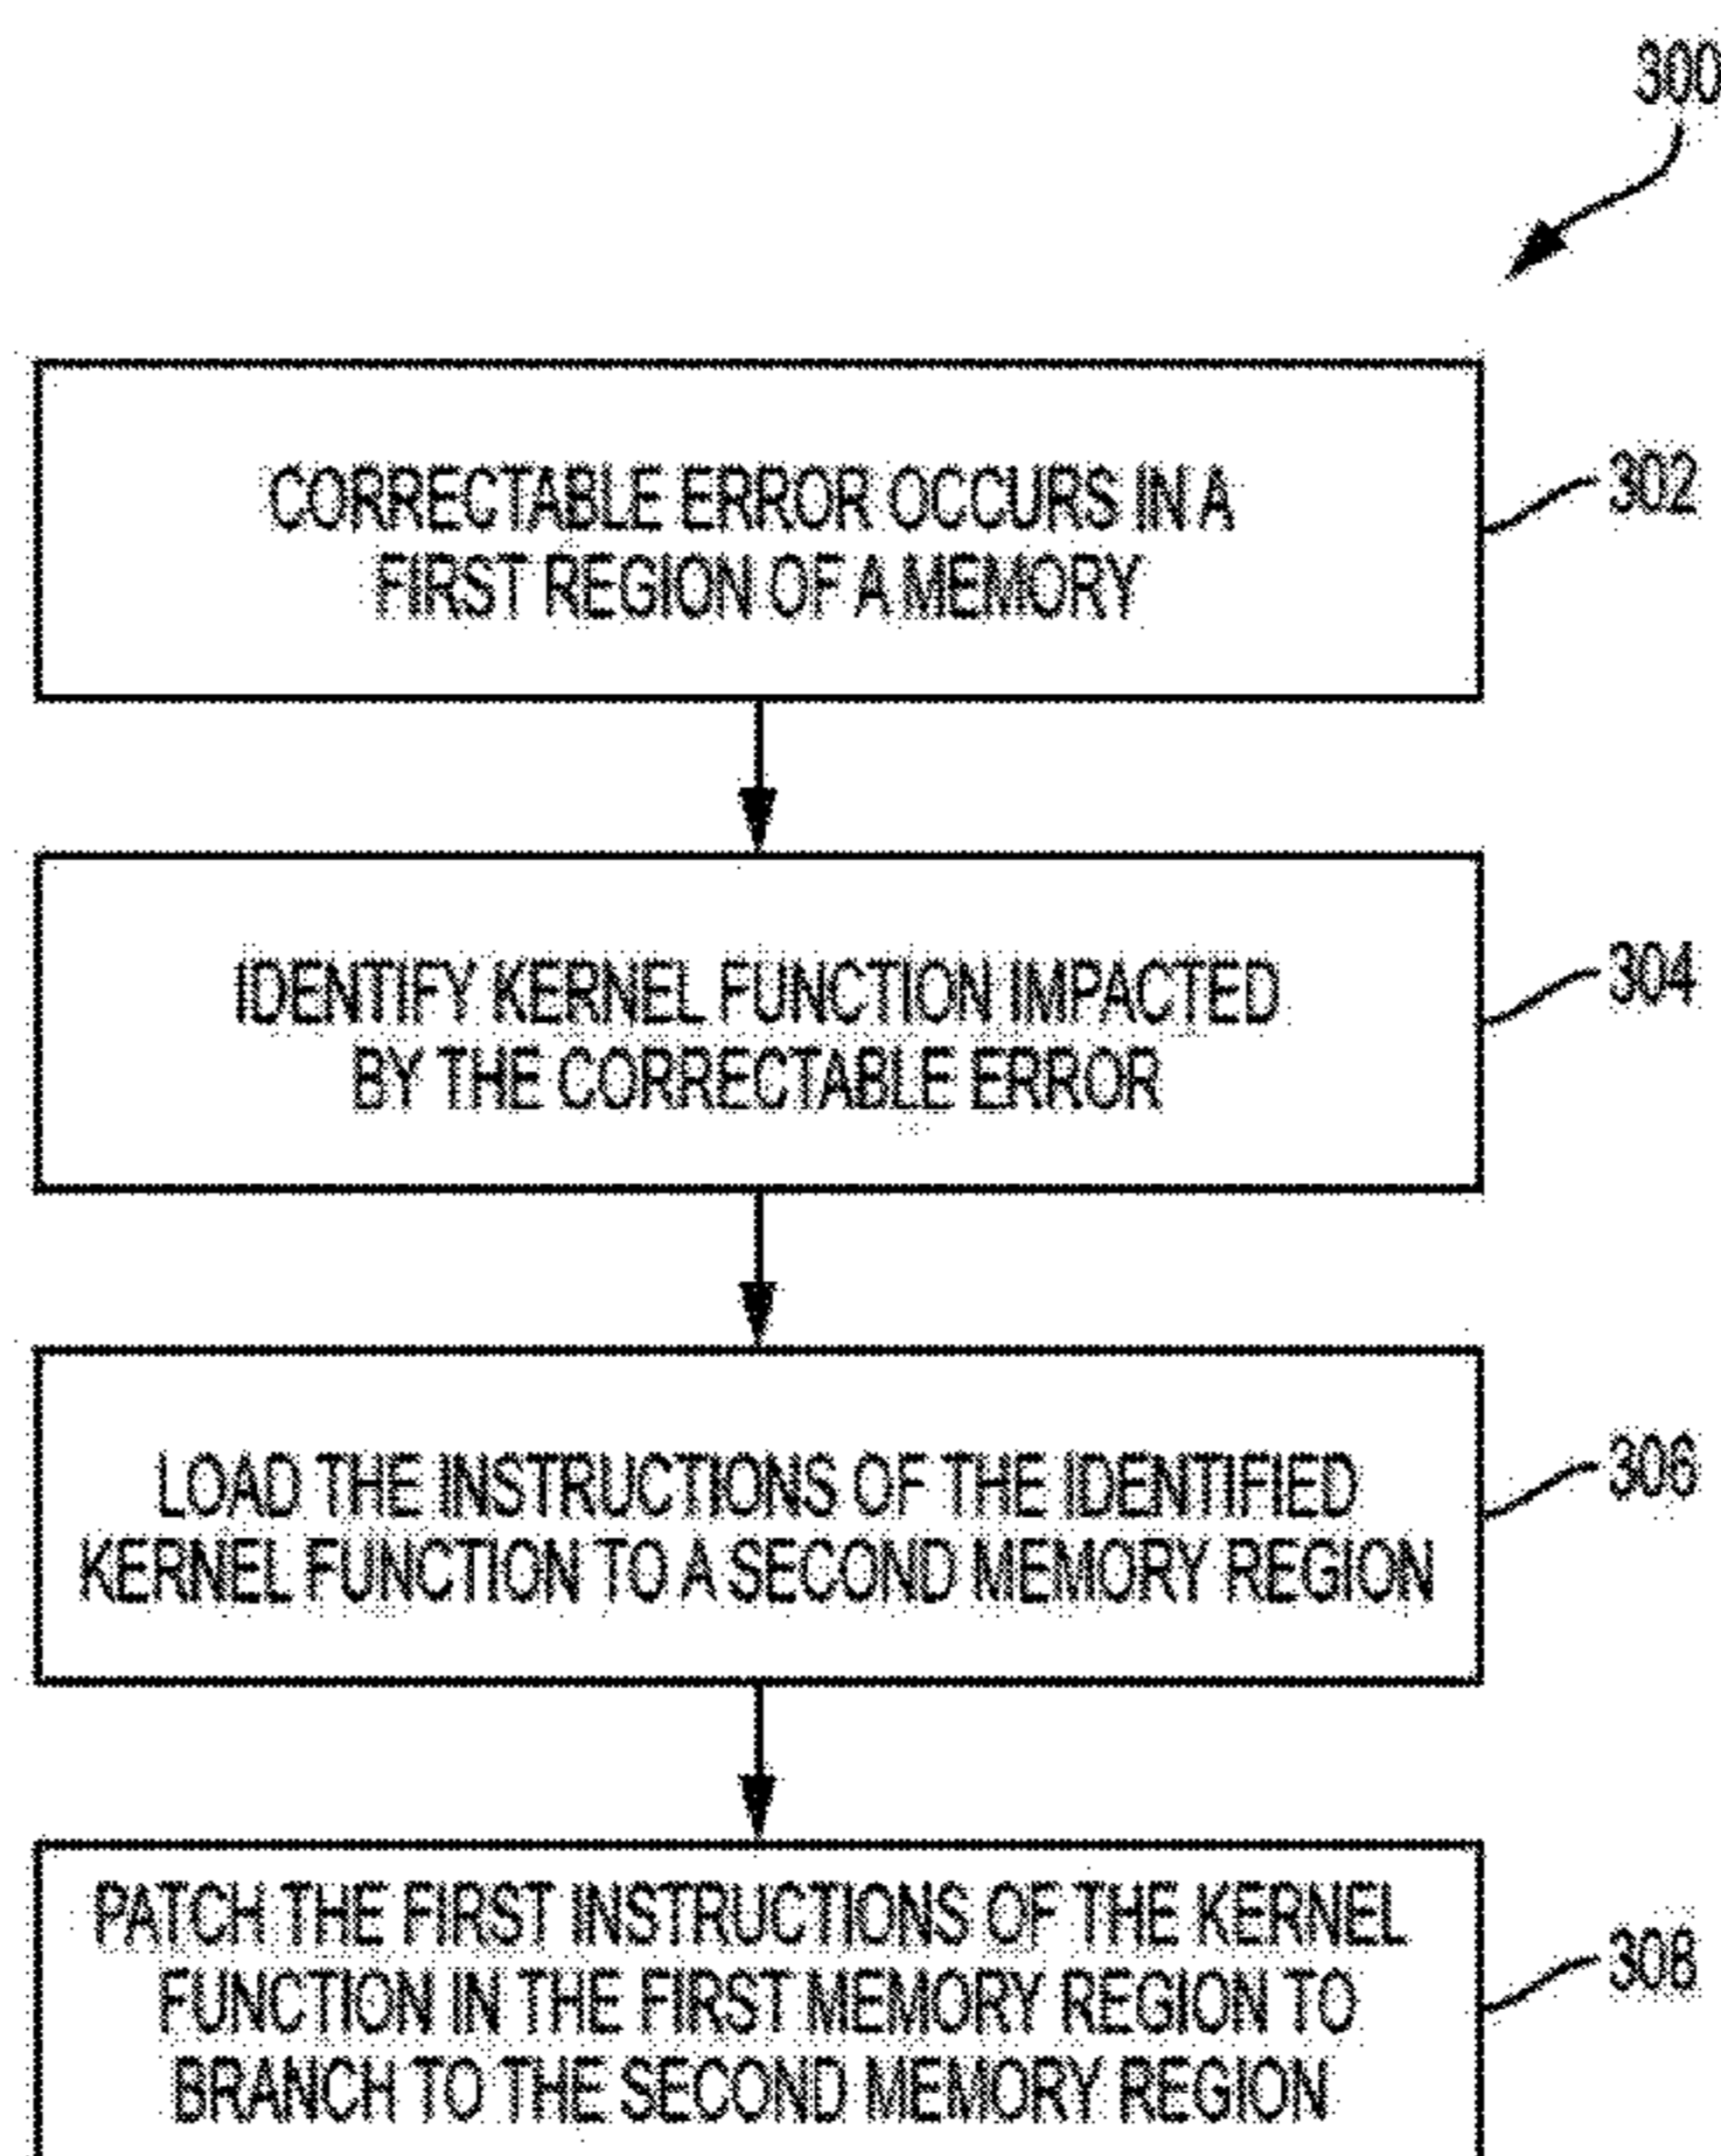 300
CORRECTABLE ERROR OCCURS IN A
FIRST REGION OF A MEMORY
302
IDENTIFY KERNEL FUNCTION IMPACTED
BY THE CORRECTABLE ERROR
304
LOAD THE INSTRUCTIONS OF THE IDENTIFIED
KERNEL FUNCTION TO A SECOND MEMORY REGION
306
PATCH THE FIRST INSTRUCTIONS OF THE KERNEL
FUNCTION IN THE FIRST MEMORY REGION TO
BRANCH TO THE SECOND MEMORY REGION
308